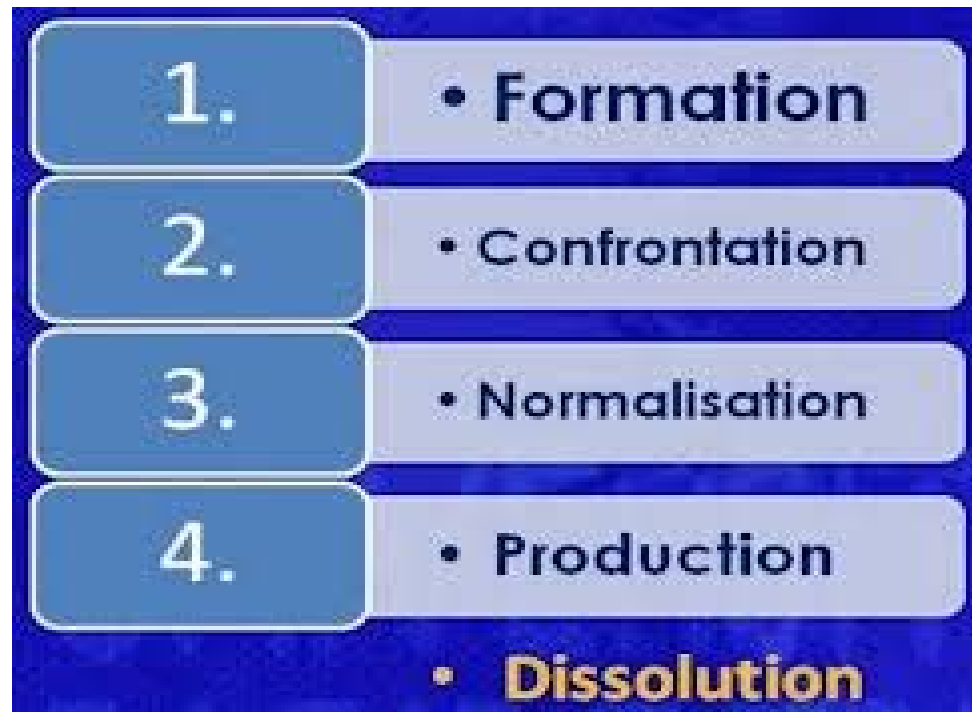 1. • Formation
2. • Confrontation
3. • Normalisation
4. • Production
• Dissolution